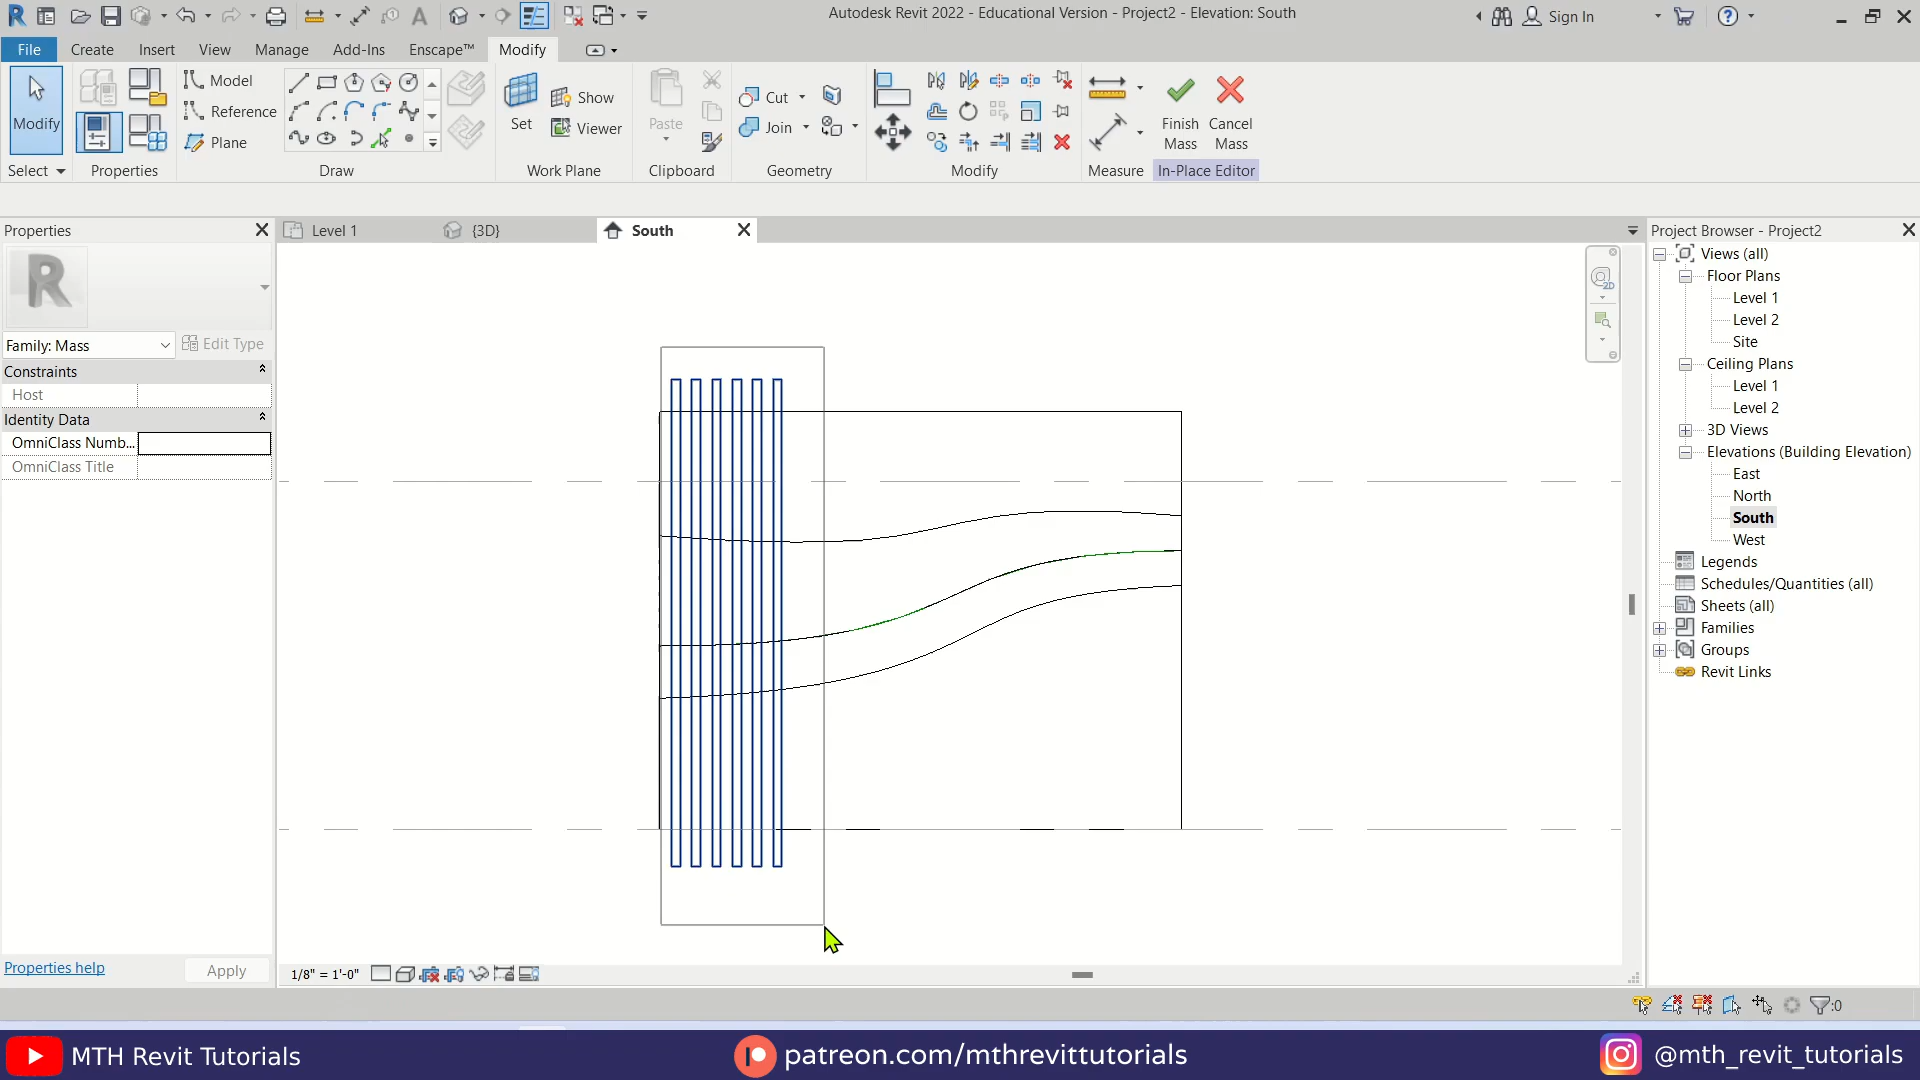 Autodesk Revit 2022 - Educational Version - Project2 - Elevation: South
Sign In
File
Create
Insert
View
Manage
Add-Ins
Enscape™
Modify
Modify
Model
Reference
Plane
Set
Show
Viewer
Paste
Cut
Join
Finish Mass
Cancel Mass
Select
Properties
Draw
Work Plane
Clipboard
Geometry
Modify
Measure
In-Place Editor
Properties
Level 1
{3D}
South
Project Browser - Project2
R
Family: Mass
Edit Type
Constraints
Host
Identity Data
OmniClass Numb...
OmniClass Title
2D
Views (all)
Floor Plans
Level 1
Level 2
Site
Ceiling Plans
Level 1
Level 2
3D Views
Elevations (Building Elevation)
East
North
South
West
Legends
Schedules/Quantities (all)
Sheets (all)
Families
Groups
Revit Links
Properties help
Apply
1/8" = 1'-0"
:0
MTH Revit Tutorials
patreon.com/mthrevittutorials
@mth_revit_tutorials